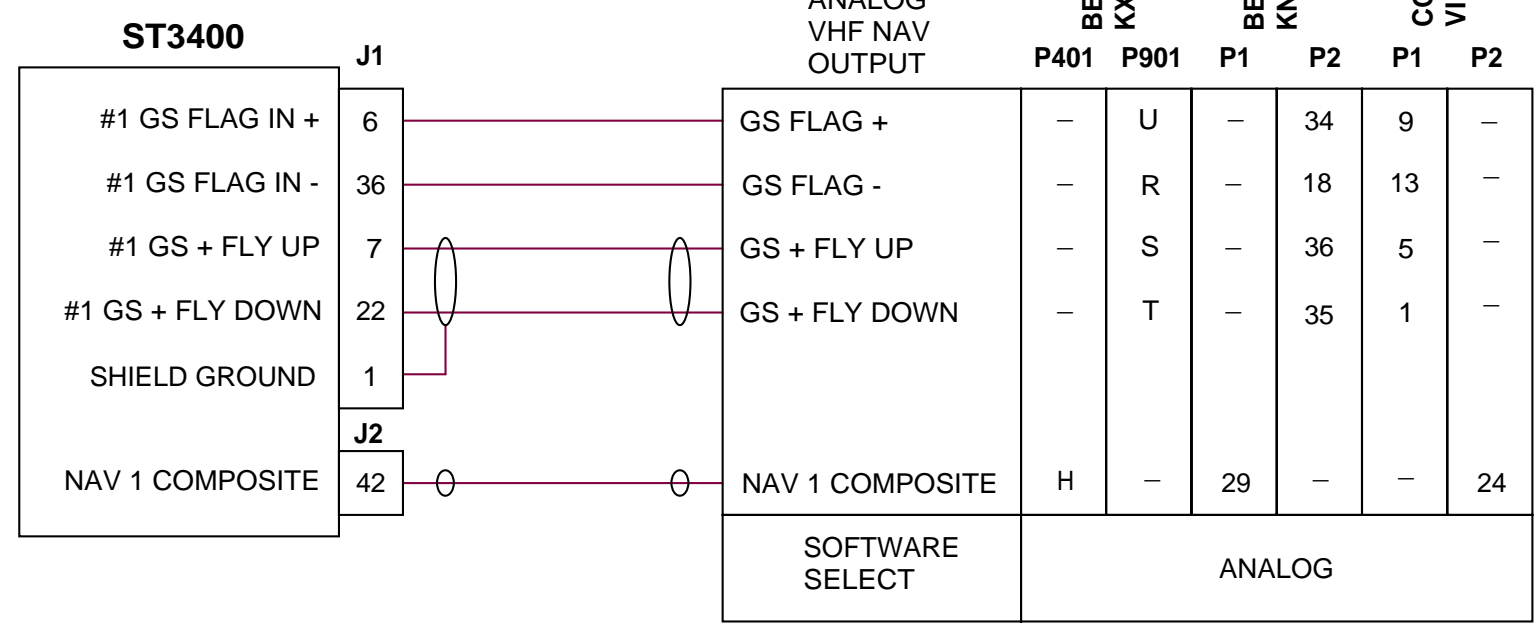 ANALOG
VHF NAV
OUTPUT
ST3400
J1
P401 P901 P1 P2 P1 P2
#1 GS FLAG IN + 6 GS FLAG + – U – 34 9 –
#1 GS FLAG IN - 36 GS FLAG - – R – 18 13 –
#1 GS + FLY UP 7 GS + FLY UP – S – 36 5 –
#1 GS + FLY DOWN 22 GS + FLY DOWN – T – 35 1 –
SHIELD GROUND 1
J2
NAV 1 COMPOSITE 42 NAV 1 COMPOSITE H – 29 – – 24
SOFTWARE
SELECT
ANALOG